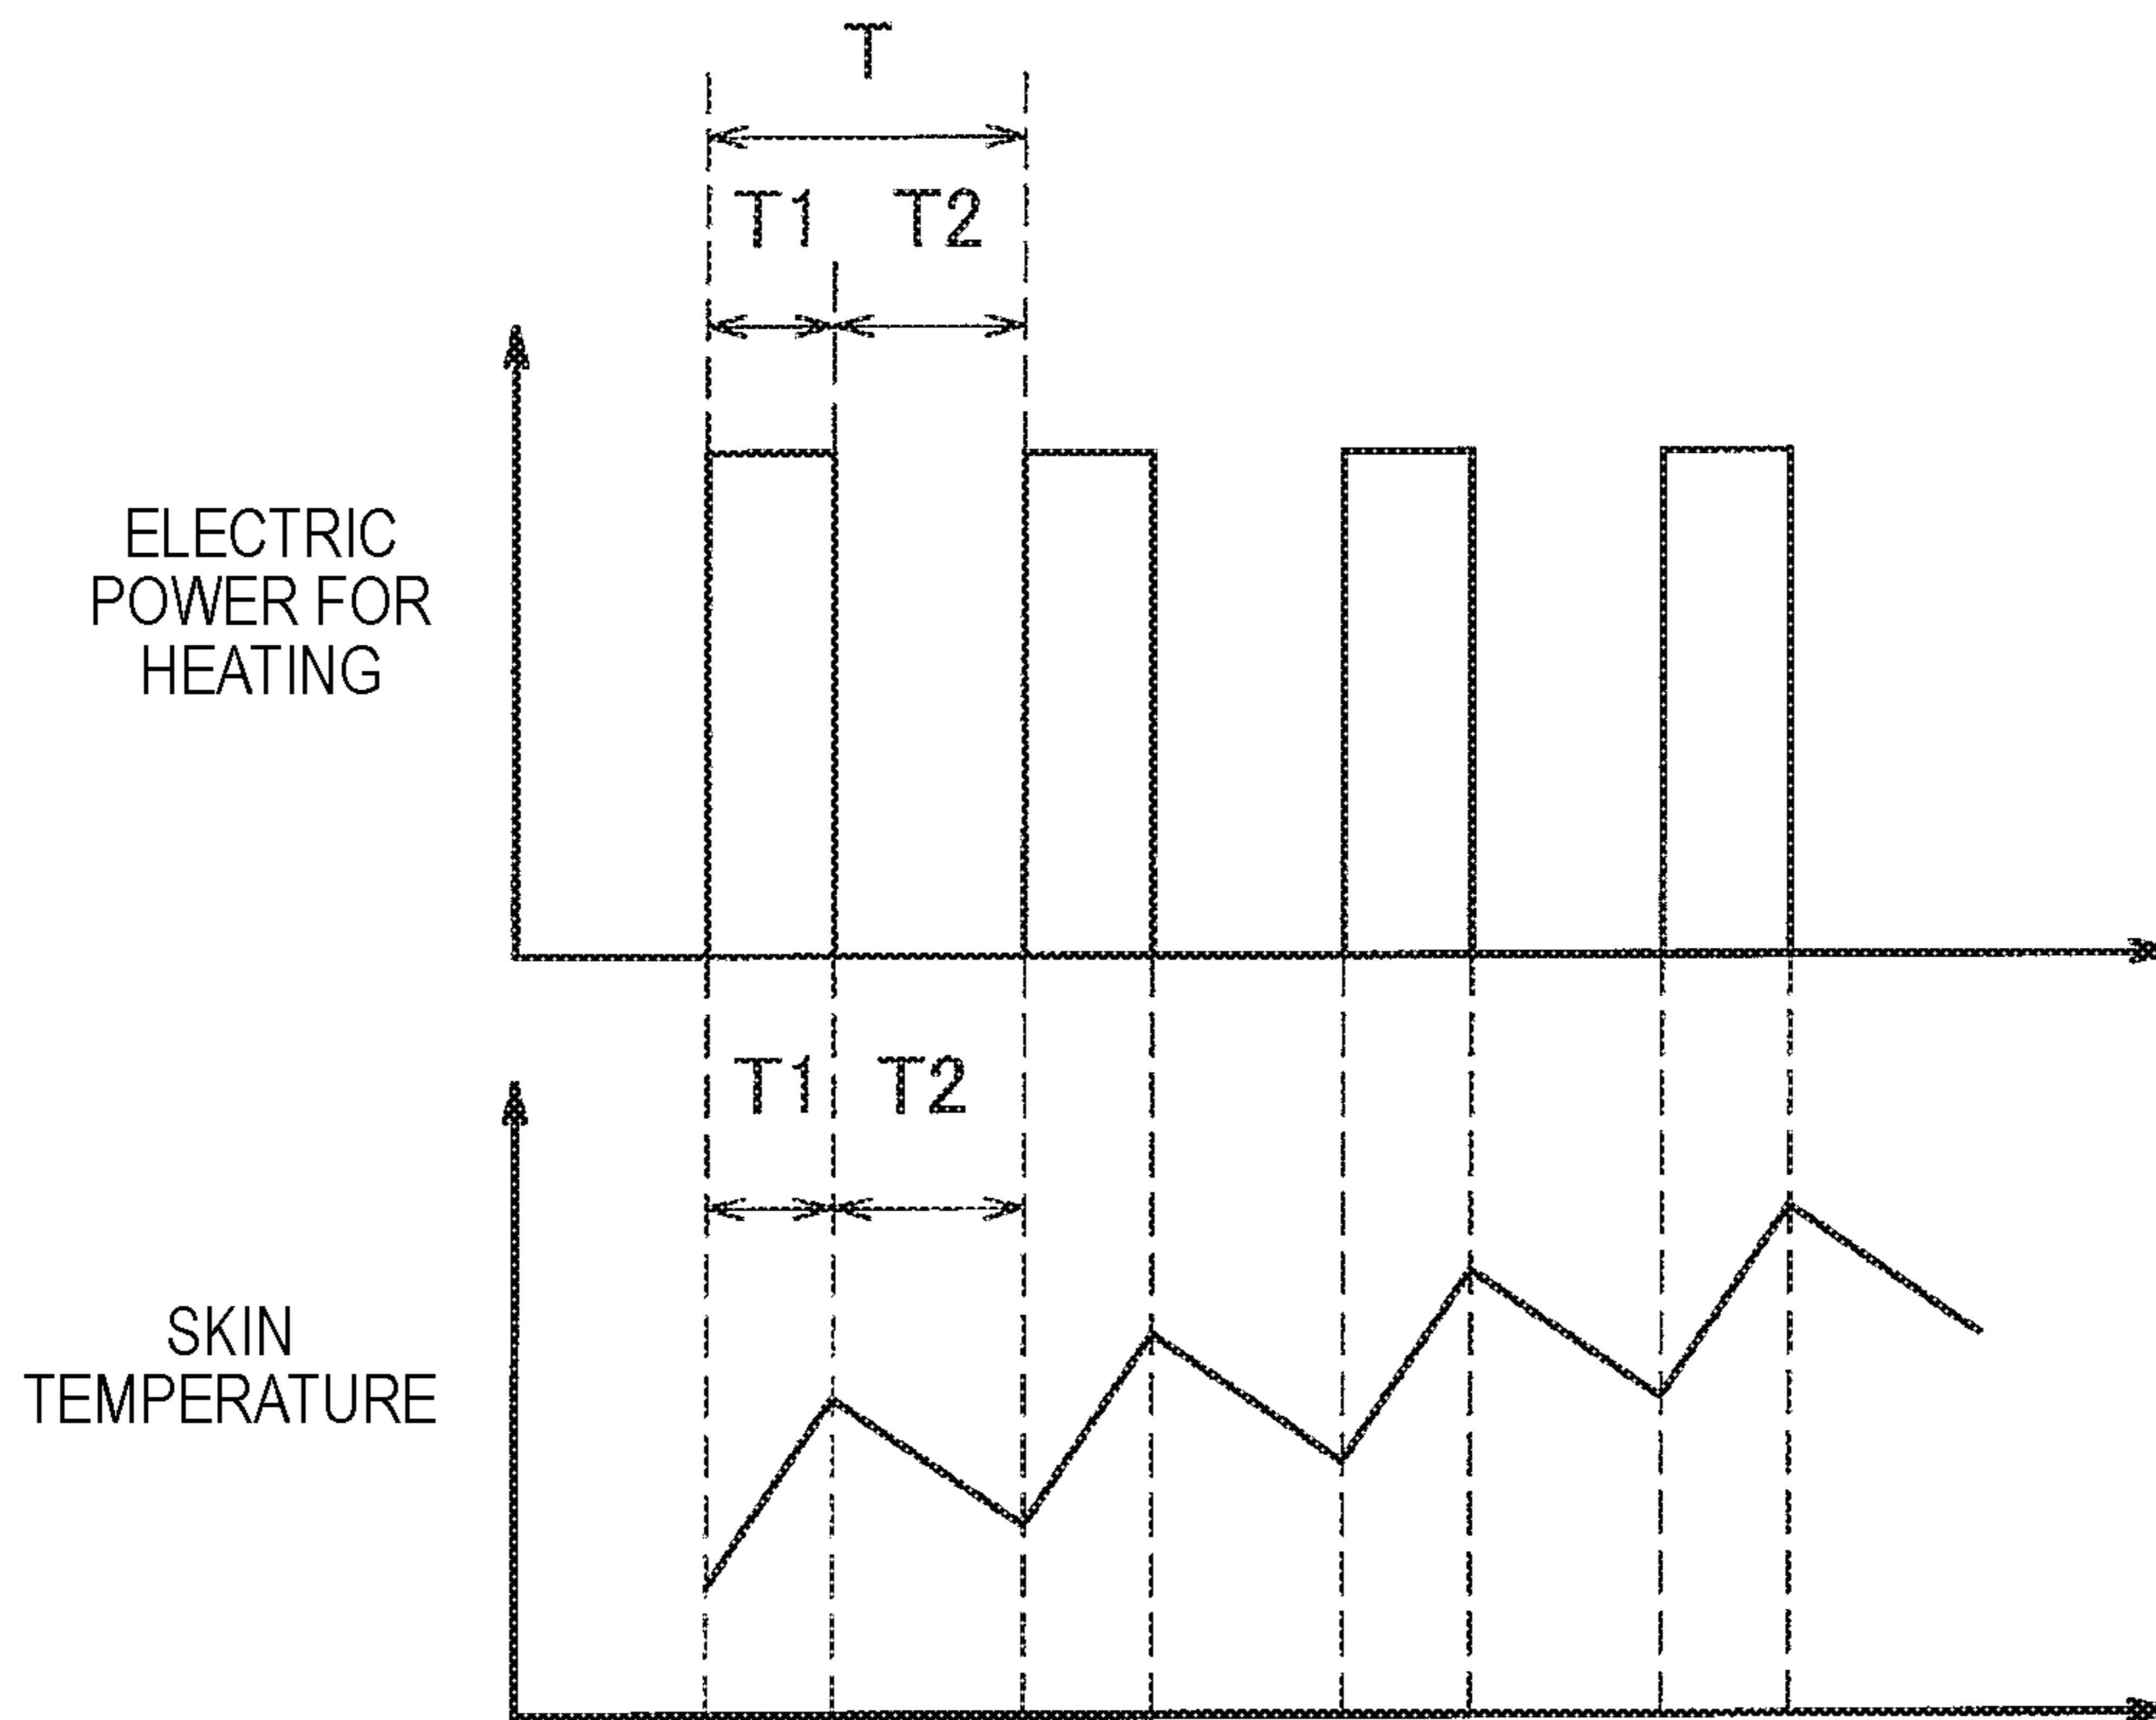 T
T1 T2
ELECTRIC
POWER FOR
HEATING
T1 T2
SKIN
TEMPERATURE